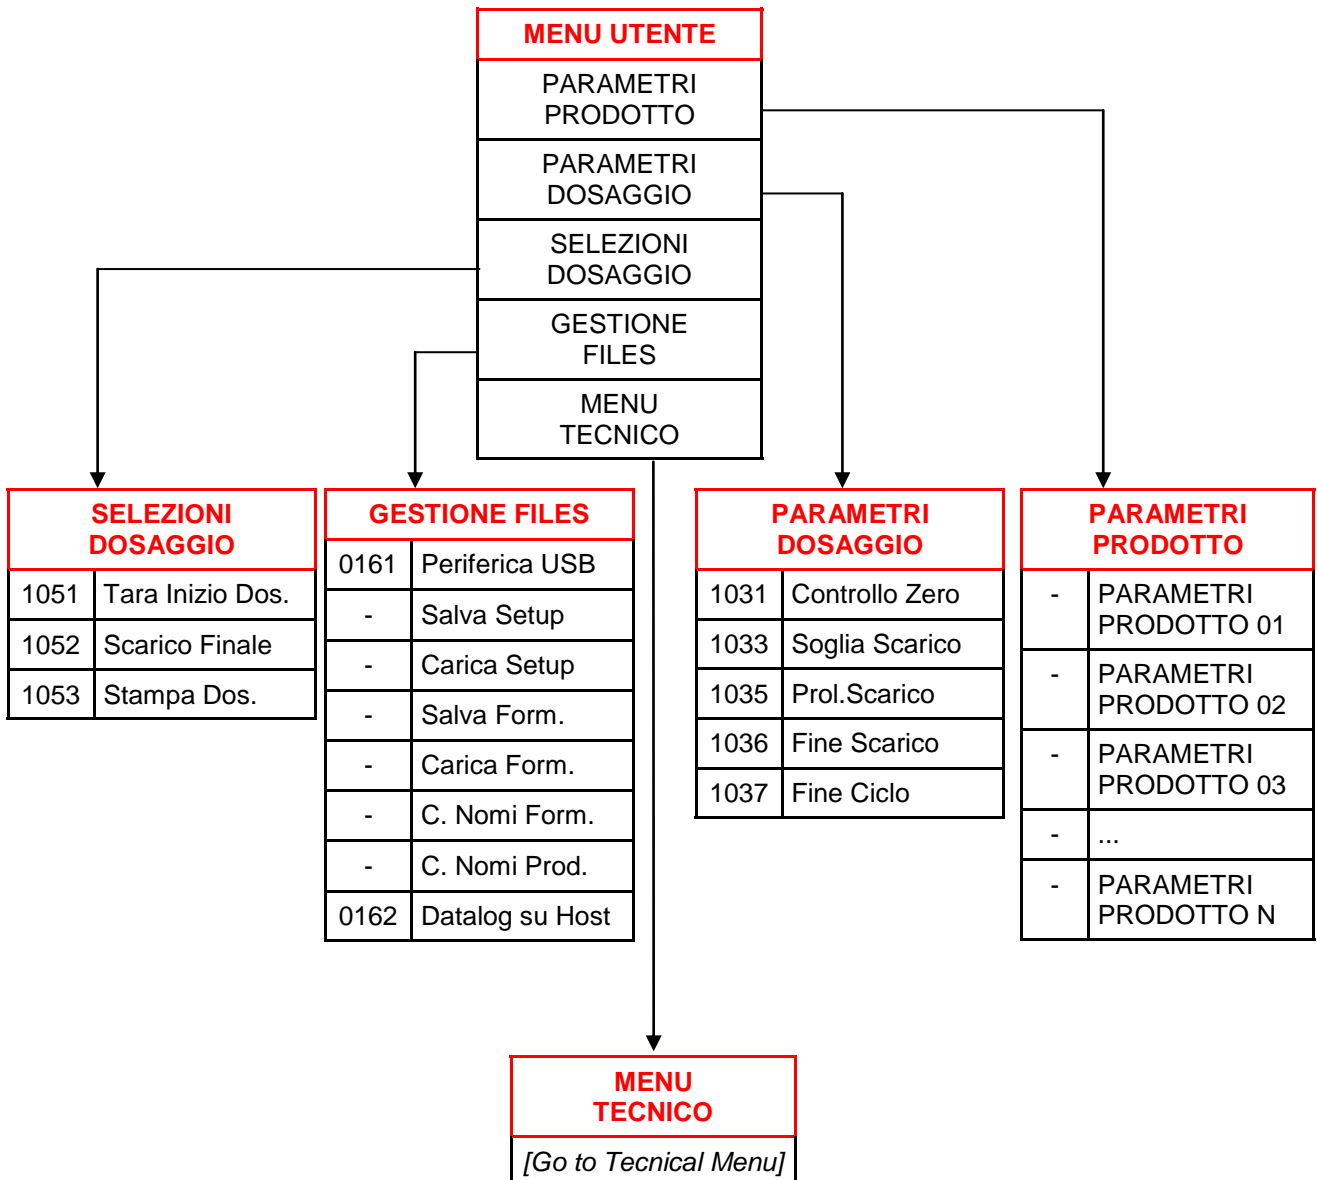 MENU UTENTE
PARAMETRI
PRODOTTO
PARAMETRI
DOSAGGIO
SELEZIONI
DOSAGGIO
GESTIONE
FILES
MENU
TECNICO
SELEZIONI
DOSAGGIO
1051 Tara Inizio Dos.
1052 Scarico Finale
1053 Stampa Dos.
GESTIONE FILES
0161 Periferica USB
- Salva Setup
- Carica Setup
- Salva Form.
- Carica Form.
- C. Nomi Form.
- C. Nomi Prod.
0162 Datalog su Host
PARAMETRI
DOSAGGIO
1031 Controllo Zero
1033 Soglia Scarico
1035 Prol.Scarico
1036 Fine Scarico
1037 Fine Ciclo
PARAMETRI
PRODOTTO
- PARAMETRI
PRODOTTO 01
- PARAMETRI
PRODOTTO 02
- PARAMETRI
PRODOTTO 03
- ...
- PARAMETRI
PRODOTTO N
MENU
TECNICO
[Go to Tecnical Menu]